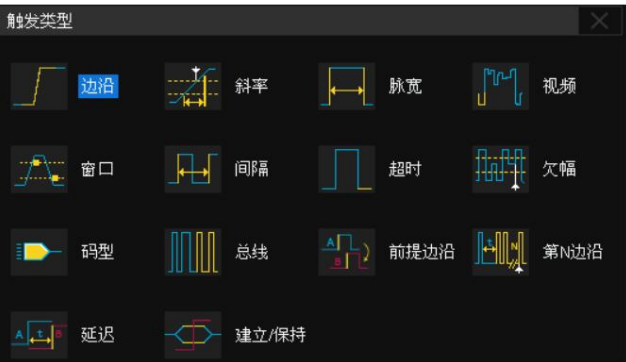 触发类型
边沿 斜率 脉宽 视频
窗口 间隔 超时 欠幅
码型 总线 A B 前提边沿 t N 第N边沿
A t B 延迟 建立/保持